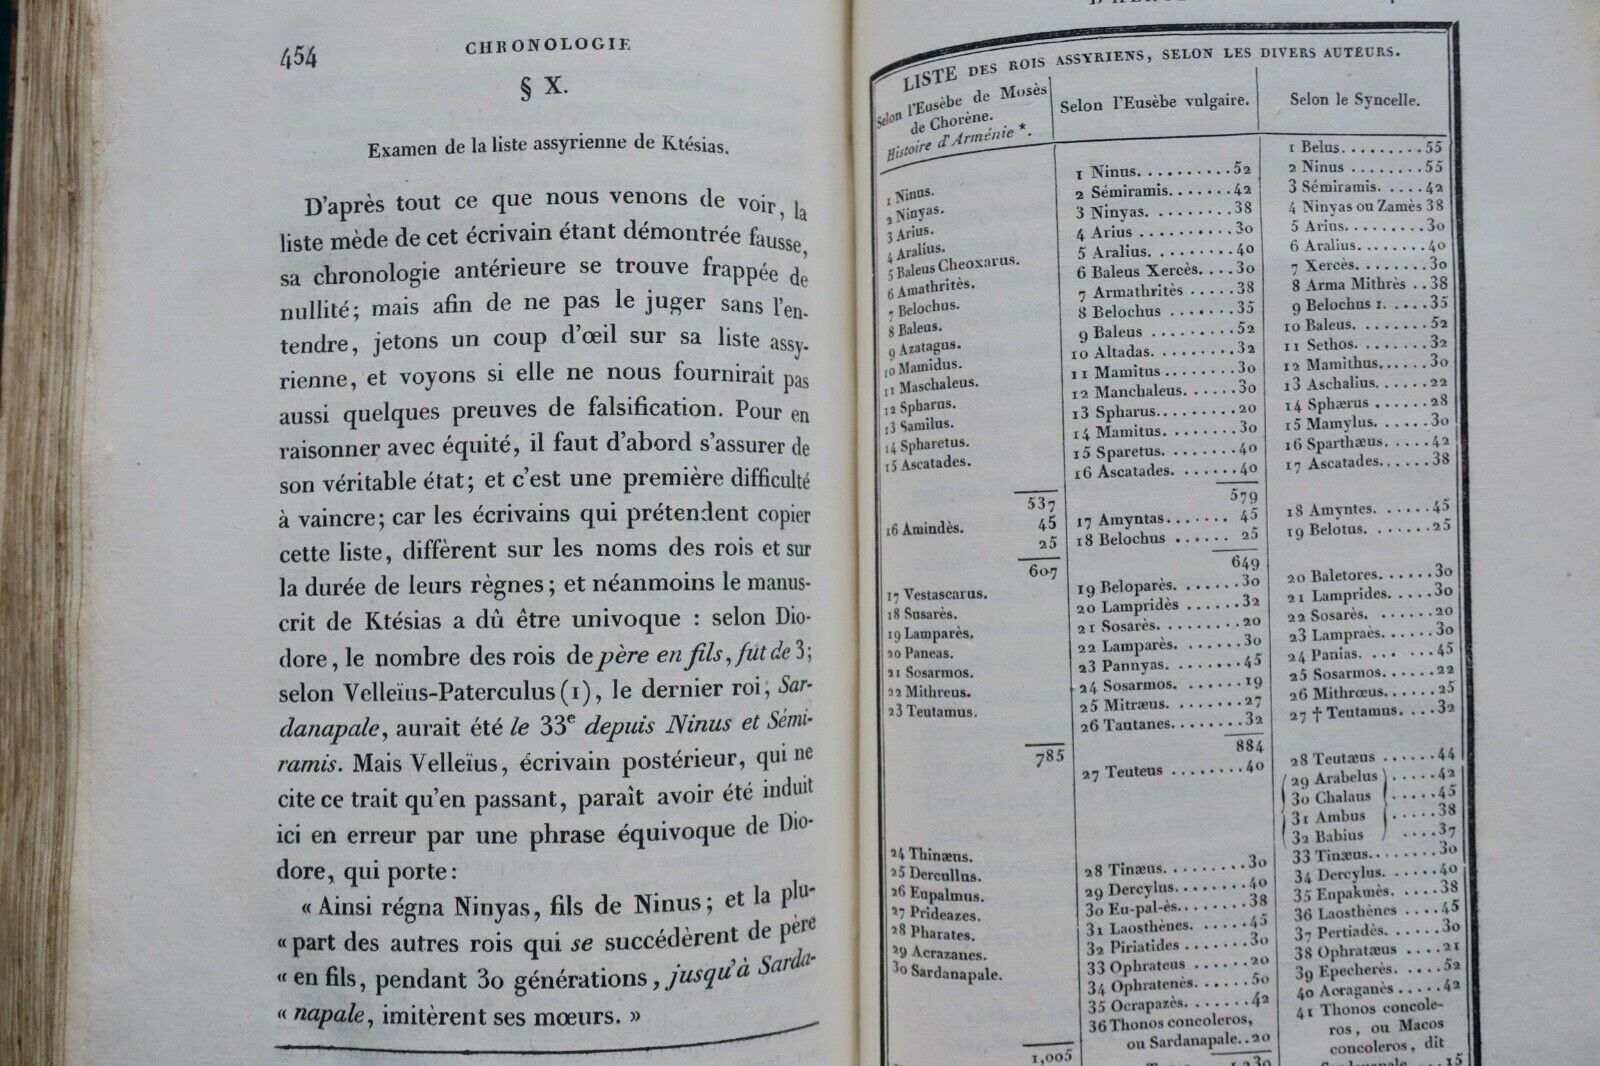 454
CHRONOLOGIE
§ X.
Examen de la liste assyrienne de Ktésias.
D'après tout ce que nous venons de voir, la
liste mède de cet écrivain étant démontrée fausse,
sa chronologie antérieure se trouve frappée de
nullité; mais afin de ne pas le juger sans l'en-
tendre, jetons un coup d'œil sur sa liste assy-
rienne, et voyons si elle ne nous fournirait pas
aussi quelques preuves de falsification. Pour en
raisonner avec équité, il faut d'abord s'assurer de
son véritable état; et c'est une première difficulté
à vaincre; car les écrivains qui prétendent copier
cette liste, diffèrent sur les noms des rois et sur
la durée de leurs règnes; et néanmoins le manus-
crit de Ktésias a dû être univoque : selon Dio-
dore, le nombre des rois de père en fils, fut de 3;
selon Velleïus-Paterculus (1), le dernier roi, Sar-
danapale, aurait été le 33e depuis Ninus et Sémi-
ramis. Mais Velleïus, écrivain postérieur, qui ne
cite ce trait qu'en passant, paraît avoir été induit
ici en erreur par une phrase équivoque de Dio-
dore, qui porte:
« Ainsi régna Ninyas, fils de Ninus; et la plu-
« part des autres rois qui se succédèrent de père
« en fils, pendant 30 générations, jusqu'à Sarda-
« napale, imitèrent ses mœurs. »
LISTE DES ROIS ASSYRIENS, SELON LES DIVERS AUTEURS.
Selon l'Eusèbe de Mosès
de Chorène.
Histoire d'Arménie *.
1 Ninus.
2 Ninyas.
3 Arius.
4 Aralius.
5 Baleus Cheoxarus.
6 Amathritès.
7 Belochus.
8 Baleus.
9 Azatagus.
10 Mamidus.
11 Maschaleus.
12 Spharus.
13 Samilus.
14 Spharetus.
15 Ascatades.
537
16 Amindès. 45
25
607
17 Vestascarus.
18 Susarès.
19 Lamparès.
20 Paneas.
21 Sosarmos.
22 Mithreus.
23 Teutamus.
785
24 Thinæus.
25 Dercullus.
26 Eupalmus.
27 Prideazes.
28 Pharates.
29 Acrazanes.
30 Sardanapale.
1,005
Selon l'Eusèbe vulgaire.
1 Ninus..........52
2 Sémiramis.......42
3 Ninyas.........38
4 Arius ..........30
5 Aralius.........40
6 Baleus Xercès....30
7 Armathritès .....38
8 Belochus .......35
9 Baleus .........52
10 Altadas.........32
11 Mamitus........30
12 Manchaleus......30
13 Spharus.........20
14 Mamitus........30
15 Sparetus........40
16 Ascatades.......40
579
17 Amyntas....... 45
18 Belochus ...... 25
649
19 Beloparès.......30
20 Lampridès ......32
21 Sosarès.........20
22 Lamparès.......30
23 Pannyas........45
24 Sosarmos.......19
25 Mitræus........27
26 Tautanes........32
884
27 Teuteus ........40
28 Tinæus.........30
29 Dercylus........40
30 Eu-pal-ès........38
31 Laosthènes......45
32 Piriatides .......30
33 Ophrateus ......20
34 Ophratenès......50
35 Ocrapazès.......42
36 Thonos concoleros,
ou Sardanapale..20
Selon le Syncelle.
1 Belus.........55
2 Ninus ........55
3 Sémiramis.....42
4 Ninyas ou Zamès 38
5 Arius.........30
6 Aralius.......40
7 Xercès........30
8 Arma Mithrès ..38
9 Belochus I.....35
10 Baleus........52
11 Sethos........32
12 Mamithus......30
13 Aschalius......22
14 Sphærus ......28
15 Mamylus......30
16 Sparthæus.....42
17 Ascatades......38
18 Amyntes......45
19 Belotus.......25
20 Baletores......30
21 Lamprides.....30
22 Sosarès.......20
23 Lampraès.....30
24 Panias........45
25 Sosarmos......22
26 Mithrœus.....25
27 † Teutamus....32
28 Teutæus ......44
29 Arabelus .....42
30 Chalaus .....45
31 Ambus .....38
32 Babius ....37
33 Tinæus........30
34 Dercylus......40
35 Enpakmès.....38
36 Laosthènes ....45
37 Pertiadès......30
38 Ophratæus ....21
39 Epecherès.....52
40 Acraganès.....42
41 Thonos concole-
ros, ou Macos
concoleros, dit